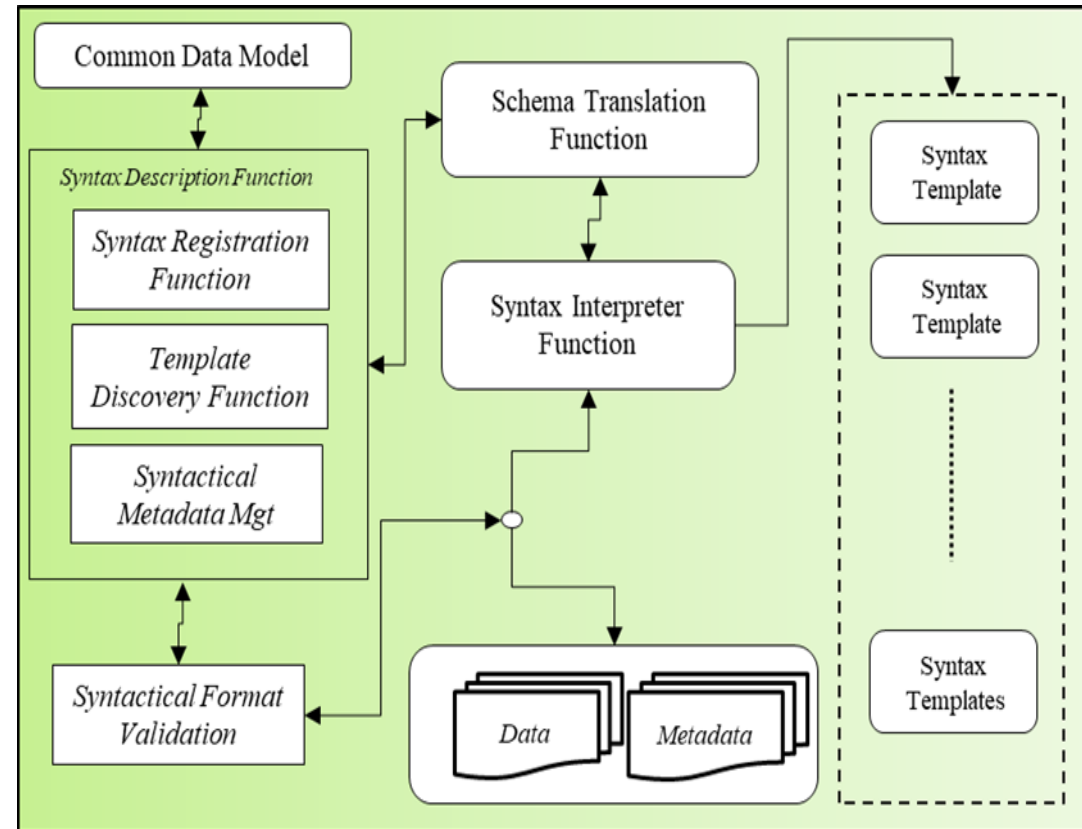 Common Data Model
Syntax Description Function
Syntax Registration
Function
Template
Discovery Function
Syntactical
Metadata Mgt
Syntactical Format
Validation
Schema Translation
Function
Syntax Interpreter
Function
Data
Metadata
Syntax
Template
Syntax
Template
Syntax
Templates